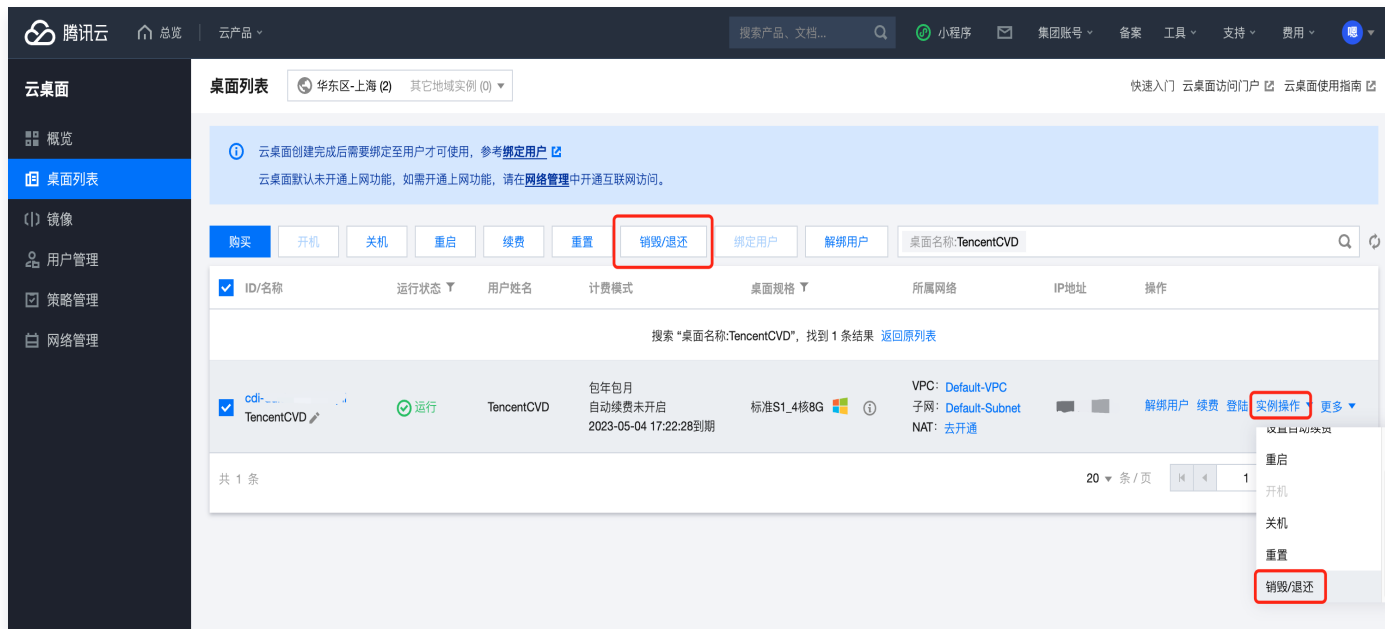 腾讯云 总览 云产品 搜索产品、文档... 小程序 集团账号 备案 工具 支持 费用 嗯
云桌面
概览
桌面列表
镜像
用户管理
策略管理
网络管理
桌面列表 华东区-上海 (2) 其它地域实例 (0) 快速入门 云桌面访问门户 云桌面使用指南
云桌面创建完成后需要绑定至用户才可使用，参考绑定用户
云桌面默认未开通上网功能，如需开通上网功能，请在网络管理中开通互联网访问。
购买 开机 关机 重启 续费 重置 销毁/退还 绑定用户 解绑用户 桌面名称:TencentCVD
ID/名称 运行状态 用户姓名 计费模式 桌面规格 所属网络 IP地址 操作
搜索 “桌面名称:TencentCVD”，找到 1 条结果 返回原列表
cdi-
TencentCVD
运行
TencentCVD
包年包月
自动续费未开启
2023-05-04 17:22:28到期
标准S1_4核8G
VPC: Default-VPC
子网: Default-Subnet
NAT: 去开通
解绑用户 续费 登陆 实例操作 更多
共 1 条
20 条 / 页 1
设置自动续费
重启
开机
关机
重置
销毁/退还